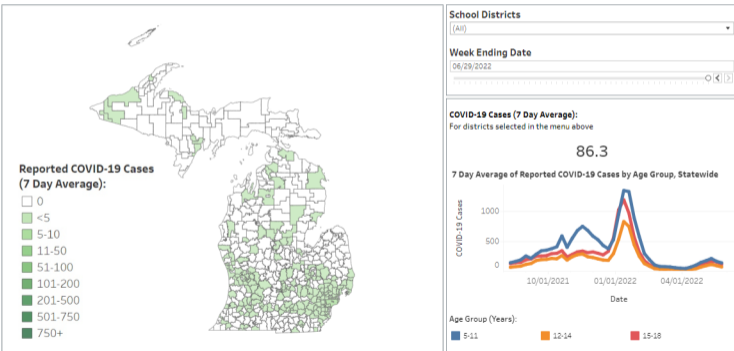 School Districts
(All)
Week Ending Date
06/29/2022
COVID-19 Cases (7 Day Average):
For districts selected in the menu above
86.3
7 Day Average of Reported COVID-19 Cases by Age Group, Statewide
COVID-19 Cases
1000
500
0
10/01/2021
01/01/2022
04/01/2022
Date
Age Group (Years):
5-11
12-14
15-18
Reported COVID-19 Cases
(7 Day Average):
0
<5
5-10
11-50
51-100
101-200
201-500
501-750
750+